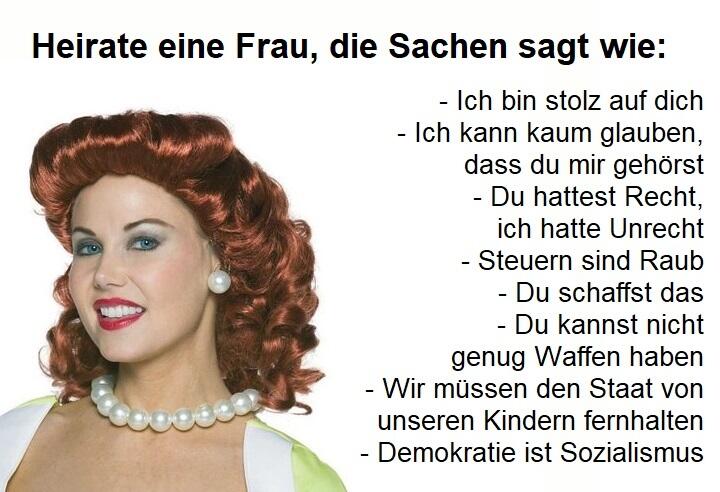 Heirate eine Frau, die Sachen sagt wie:
- Ich bin stolz auf dich
- Ich kann kaum glauben,
dass du mir gehörst
- Du hattest Recht,
ich hatte Unrecht
- Steuern sind Raub
- Du schaffst das
- Du kannst nicht
genug Waffen haben
- Wir müssen den Staat von
unseren Kindern fernhalten
- Demokratie ist Sozialismus